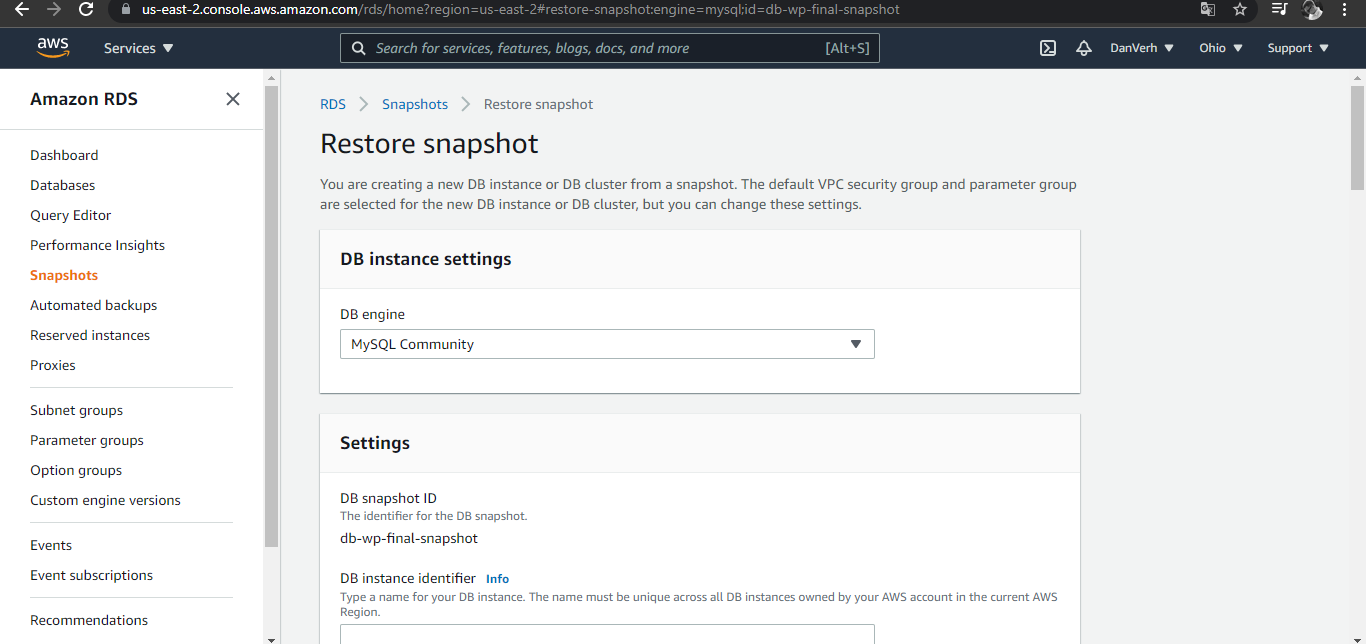 us-east-2.console.aws.amazon.com/rds/home?region=us-east-2#restore-snapshot:engine=mysql;id=db-wp-final-snapshot
aws
Services
Search for services, features, blogs, docs, and more
[Alt+S]
DanVerh
Ohio
Support
Amazon RDS
Dashboard
Databases
Query Editor
Performance Insights
Snapshots
Automated backups
Reserved instances
Proxies
Subnet groups
Parameter groups
Option groups
Custom engine versions
Events
Event subscriptions
Recommendations
RDS > Snapshots > Restore snapshot
Restore snapshot
You are creating a new DB instance or DB cluster from a snapshot. The default VPC security group and parameter group
are selected for the new DB instance or DB cluster, but you can change these settings.
DB instance settings
DB engine
MySQL Community
Settings
DB snapshot ID
The identifier for the DB snapshot.
db-wp-final-snapshot
DB instance identifier Info
Type a name for your DB instance. The name must be unique across all DB instances owned by your AWS account in the current AWS
Region.